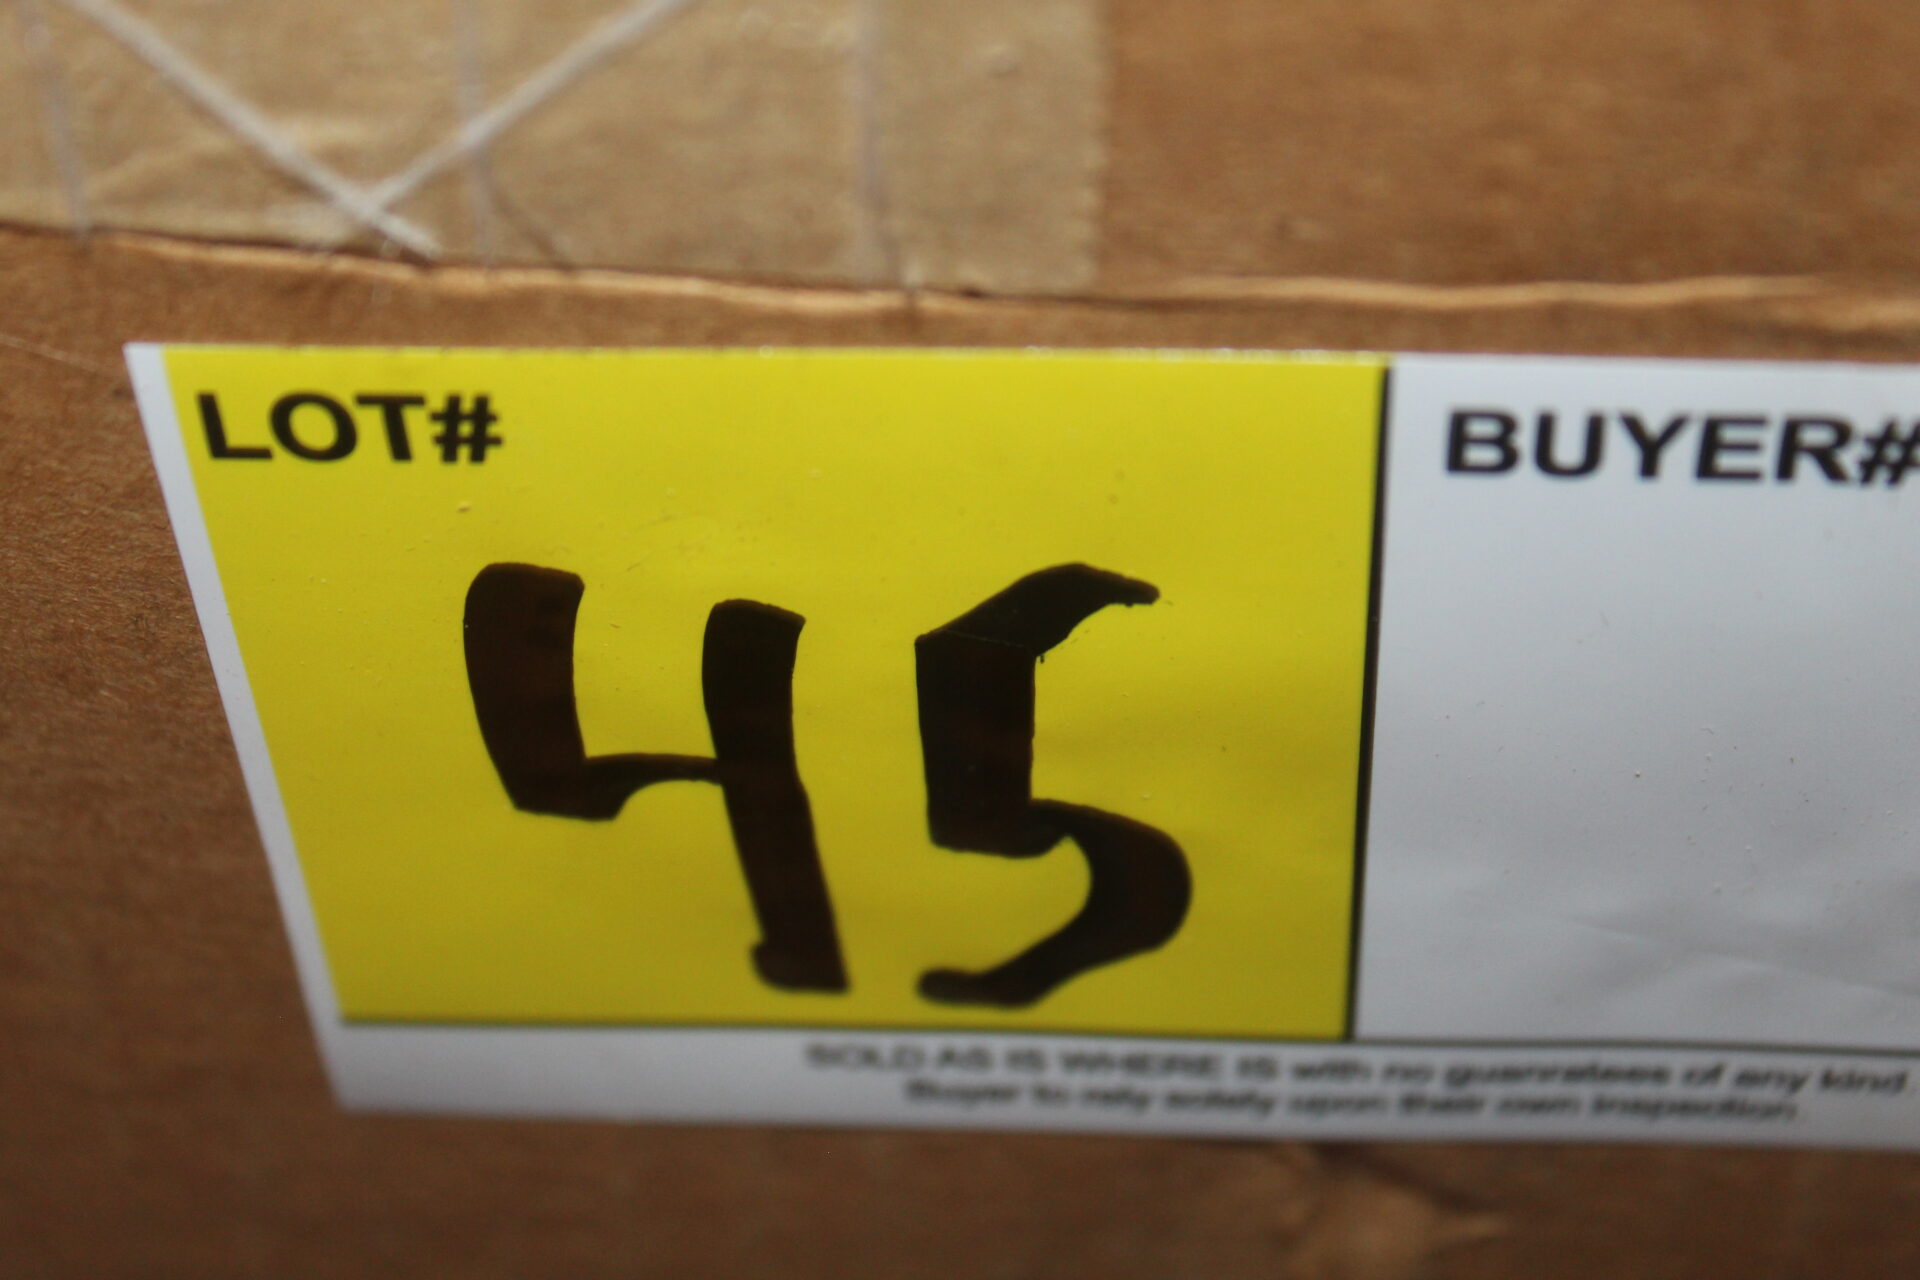 LOT#
BUYER#
45
SOLD AS IS WHERE IS with no guanratees of any kind.
Buyer to rely solely upon their own inspection.